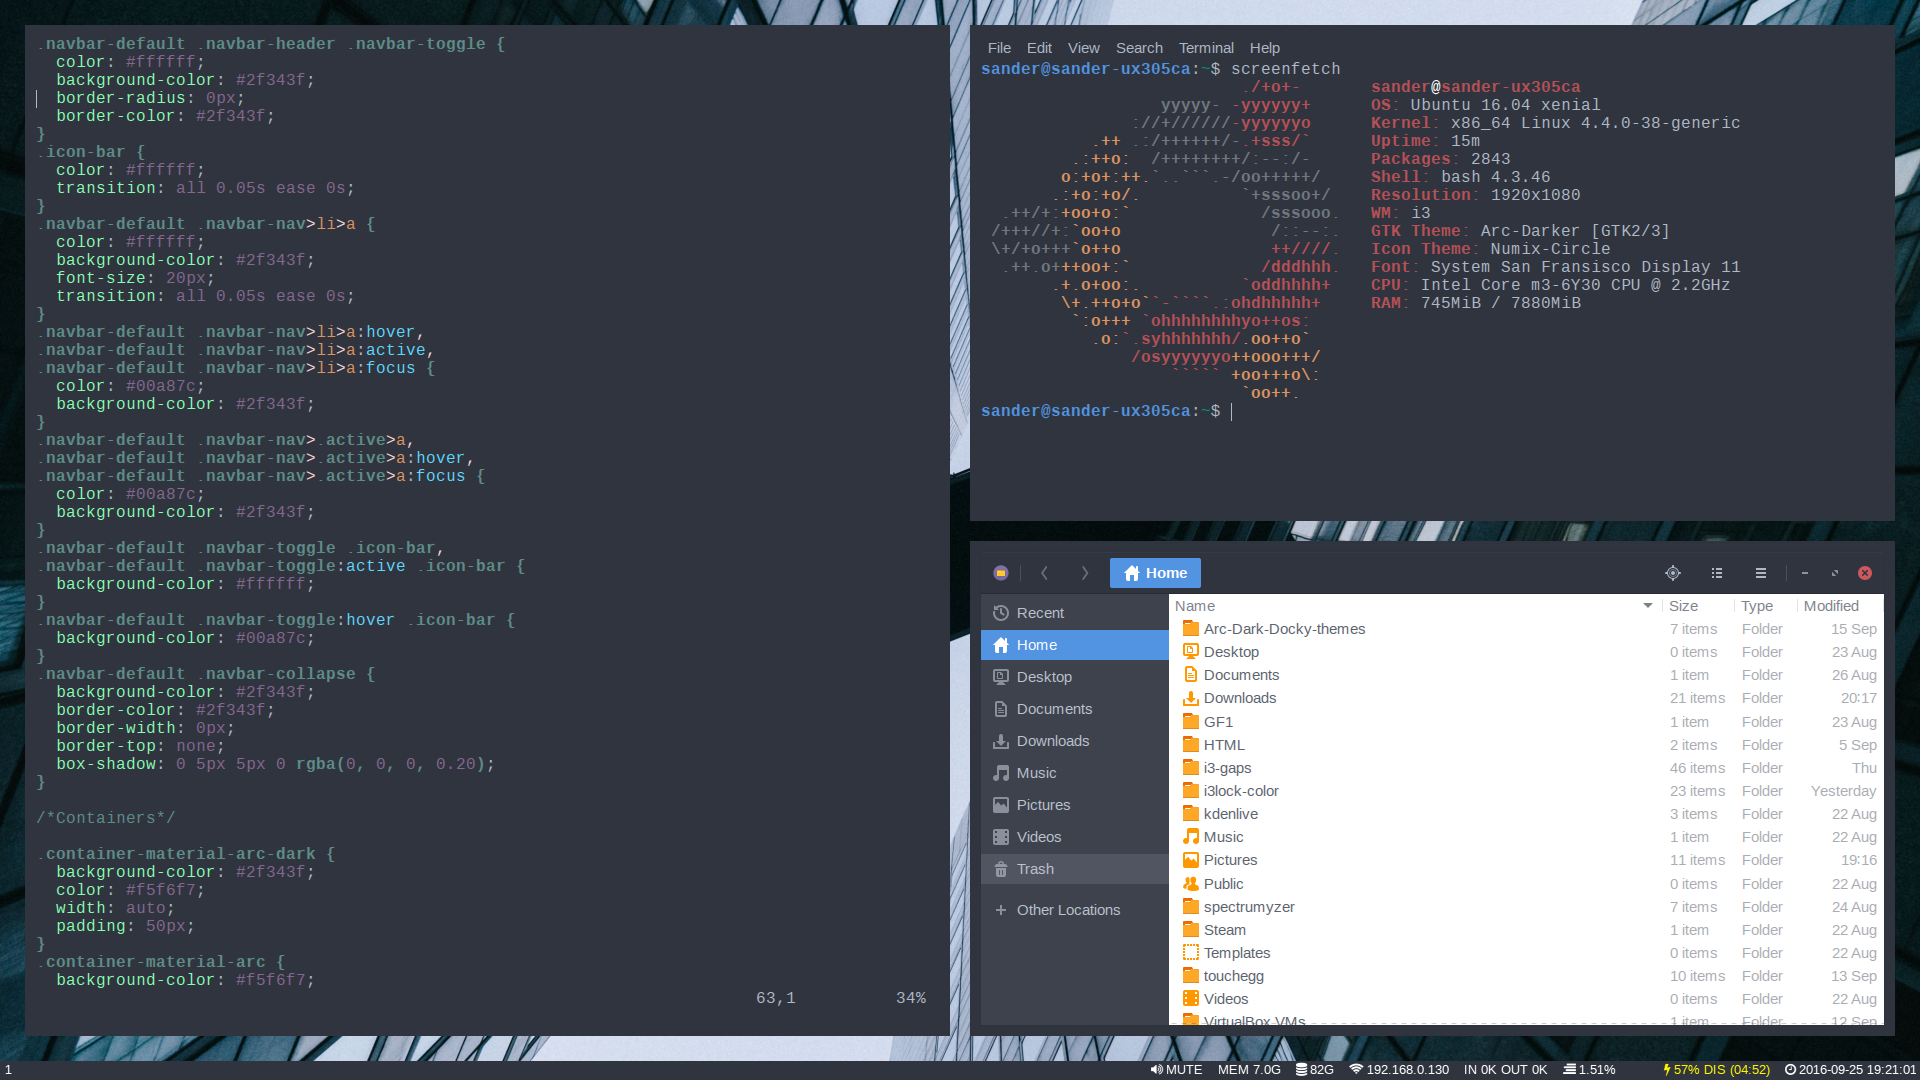 .navbar-default .navbar-header .navbar-toggle {
color: #ffffff;
background-color: #2f343f;
border-radius: 0px;
border-color: #2f343f;
}
.icon-bar {
color: #ffffff;
transition: all 0.05s ease 0s;
}
.navbar-default .navbar-nav>li>a {
color: #ffffff;
background-color: #2f343f;
font-size: 20px;
transition: all 0.05s ease 0s;
}
.navbar-default .navbar-nav>li>a:hover,
.navbar-default .navbar-nav>li>a:active,
.navbar-default .navbar-nav>li>a:focus {
color: #00a87c;
background-color: #2f343f;
}
.navbar-default .navbar-nav>.active>a,
.navbar-default .navbar-nav>.active>a:hover,
.navbar-default .navbar-nav>.active>a:focus {
color: #00a87c;
background-color: #2f343f;
}
.navbar-default .navbar-toggle .icon-bar,
.navbar-default .navbar-toggle:active .icon-bar {
background-color: #ffffff;
}
.navbar-default .navbar-toggle:hover .icon-bar {
background-color: #00a87c;
}
.navbar-default .navbar-collapse {
background-color: #2f343f;
border-color: #2f343f;
border-width: 0px;
border-top: none;
box-shadow: 0 5px 5px 0 rgba(0, 0, 0, 0.20);
}
/*Containers*/
.container-material-arc-dark {
background-color: #2f343f;
color: #f5f6f7;
width: auto;
padding: 50px;
}
.container-material-arc {
background-color: #f5f6f7;
63,1 34%
File Edit View Search Terminal Help
sander@sander-ux305ca:~$ screenfetch
./+o+- sander@sander-ux305ca
yyyyy- -yyyyyy+ OS: Ubuntu 16.04 xenial
://+//////-yyyyyyo Kernel: x86_64 Linux 4.4.0-38-generic
.++ .:/++++++/-.+sss/` Uptime: 15m
.:++o: /++++++++/:--:/- Packages: 2843
o:+o+:++.`..```.-/oo+++++/ Shell: bash 4.3.46
.:+o:+o/. `+sssoo+/ Resolution: 1920x1080
.++/+:+oo+o:` /sssooo. WM: i3
/+++//+:`oo+o /::--:. GTK Theme: Arc-Darker [GTK2/3]
\+/+o+++`o++o ++////. Icon Theme: Numix-Circle
.++.o+++oo+:` /dddhhh. Font: System San Fransisco Display 11
.+.o+oo:. `oddhhhh+ CPU: Intel Core m3-6Y30 CPU @ 2.2GHz
\+.++o+o``-````.:ohdhhhhh+ RAM: 745MiB / 7880MiB
`:o+++ `ohhhhhhhhyo++os:
.o:`.syhhhhhhh/.oo++o`
/osyyyyyyo++ooo+++/
````` +oo+++o\:
`oo++.
sander@sander-ux305ca:~$
Home
Recent
Home
Desktop
Documents
Downloads
Music
Pictures
Videos
Trash
Other Locations
Name Size Type Modified
Arc-Dark-Docky-themes 7 items Folder 15 Sep
Desktop 0 items Folder 23 Aug
Documents 1 item Folder 26 Aug
Downloads 21 items Folder 20:17
GF1 1 item Folder 23 Aug
HTML 2 items Folder 5 Sep
i3-gaps 46 items Folder Thu
i3lock-color 23 items Folder Yesterday
kdenlive 3 items Folder 22 Aug
Music 1 item Folder 22 Aug
Pictures 11 items Folder 19:16
Public 0 items Folder 22 Aug
spectrumyzer 7 items Folder 24 Aug
Steam 1 item Folder 22 Aug
Templates 0 items Folder 22 Aug
touchegg 10 items Folder 13 Sep
Videos 0 items Folder 22 Aug
VirtualBox VMs 1 item Folder 12 Sep
1 MUTE MEM 7.0G 82G 192.168.0.130 IN 0K OUT 0K 1.51% 57% DIS (04:52) 2016-09-25 19:21:01